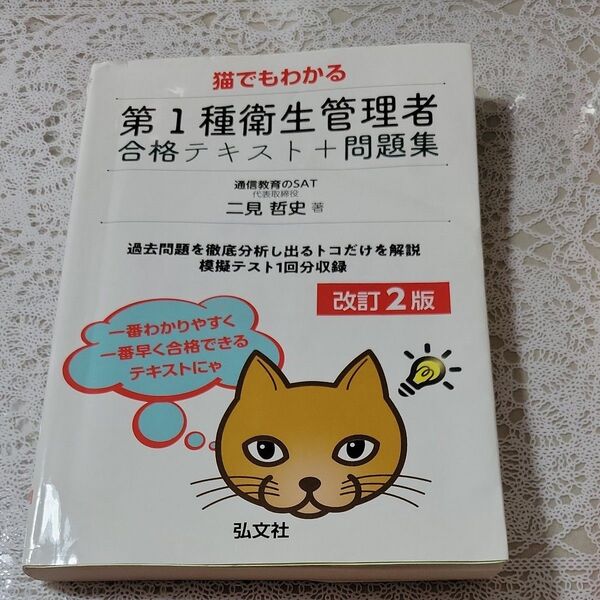 猫でもわかる
第1種衛生管理者
合格テキスト+問題集
通信教育のSAT
代表取締役
二見 哲史 著
過去問題を徹底分析し出るトコだけを解説
模擬テスト1回分収録
改訂2版
一番わかりやすく
一番早く合格できる
テキストにゃ
弘文社